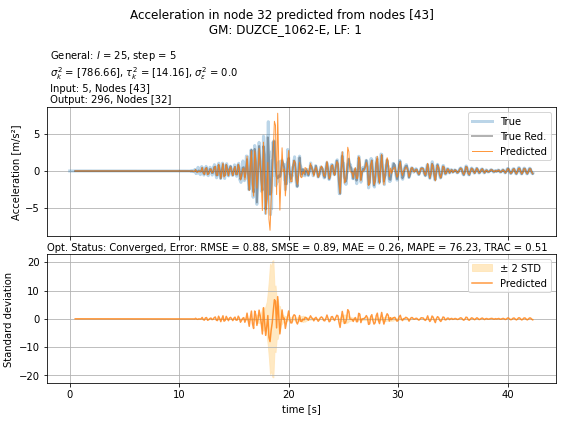 Acceleration in node 32 predicted from nodes [43]
GM: DUZCE_1062-E, LF: 1
General: l = 25, step = 5
σ²ₖ = [786.66], τ²ₖ = [14.16], σ²ε = 0.0
Input: 5, Nodes [43]
Output: 296, Nodes [32]
Acceleration [m/s²]
5
0
−5
True
True Red.
Predicted
Opt. Status: Converged, Error: RMSE = 0.88, SMSE = 0.89, MAE = 0.26, MAPE = 76.23, TRAC = 0.51
Standard deviation
20
10
0
−10
−20
± 2 STD
Predicted
0 10 20 30 40
time [s]